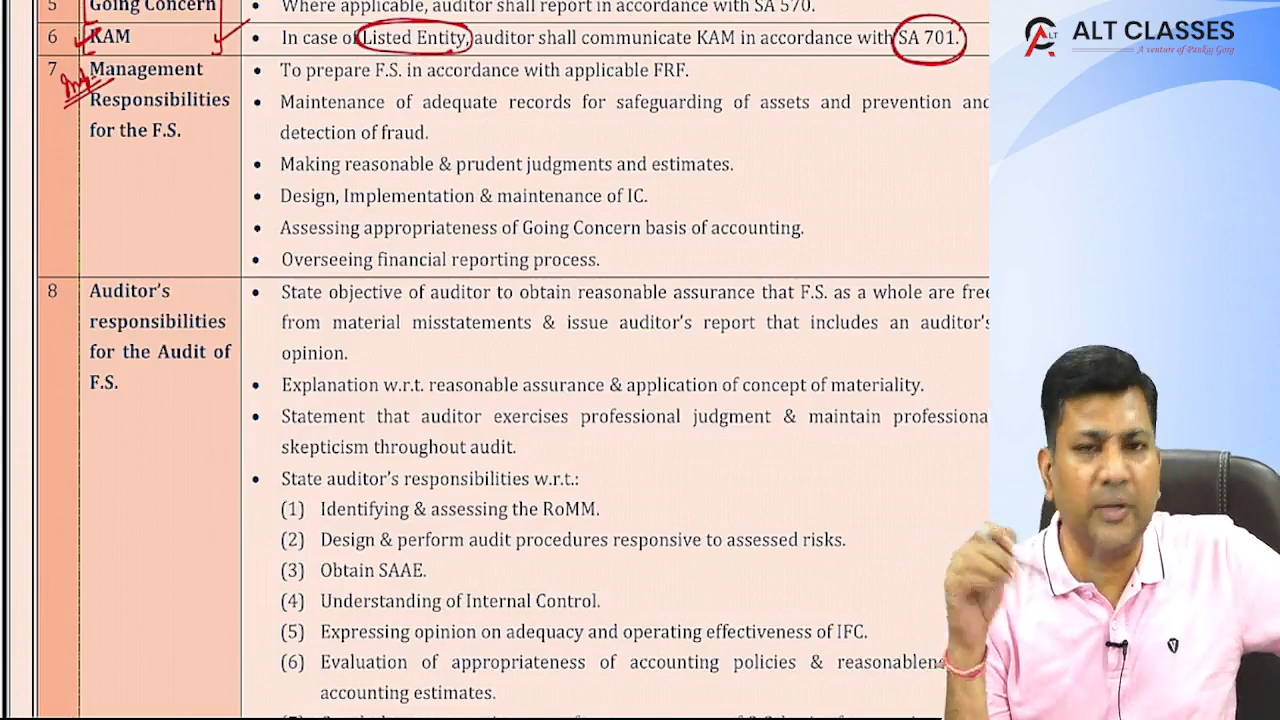 5 Going Concern • Where applicable, auditor shall report in accordance with SA 570.
6 KAM • In case of Listed Entity, auditor shall communicate KAM in accordance with SA 701.
7 Management • To prepare F.S. in accordance with applicable FRF.
Responsibilities • Maintenance of adequate records for safeguarding of assets and prevention and
for the F.S. detection of fraud.
• Making reasonable & prudent judgments and estimates.
• Design, Implementation & maintenance of IC.
• Assessing appropriateness of Going Concern basis of accounting.
• Overseeing financial reporting process.
8 Auditor's • State objective of auditor to obtain reasonable assurance that F.S. as a whole are free
responsibilities from material misstatements & issue auditor's report that includes an auditor's
for the Audit of opinion.
F.S. • Explanation w.r.t. reasonable assurance & application of concept of materiality.
• Statement that auditor exercises professional judgment & maintain professiona
skepticism throughout audit.
• State auditor's responsibilities w.r.t.:
(1) Identifying & assessing the RoMM.
(2) Design & perform audit procedures responsive to assessed risks.
(3) Obtain SAAE.
(4) Understanding of Internal Control.
(5) Expressing opinion on adequacy and operating effectiveness of IFC.
(6) Evaluation of appropriateness of accounting policies &
accounting estimates.
ALT
ALT CLASSES
A venture of Pankaj Garg